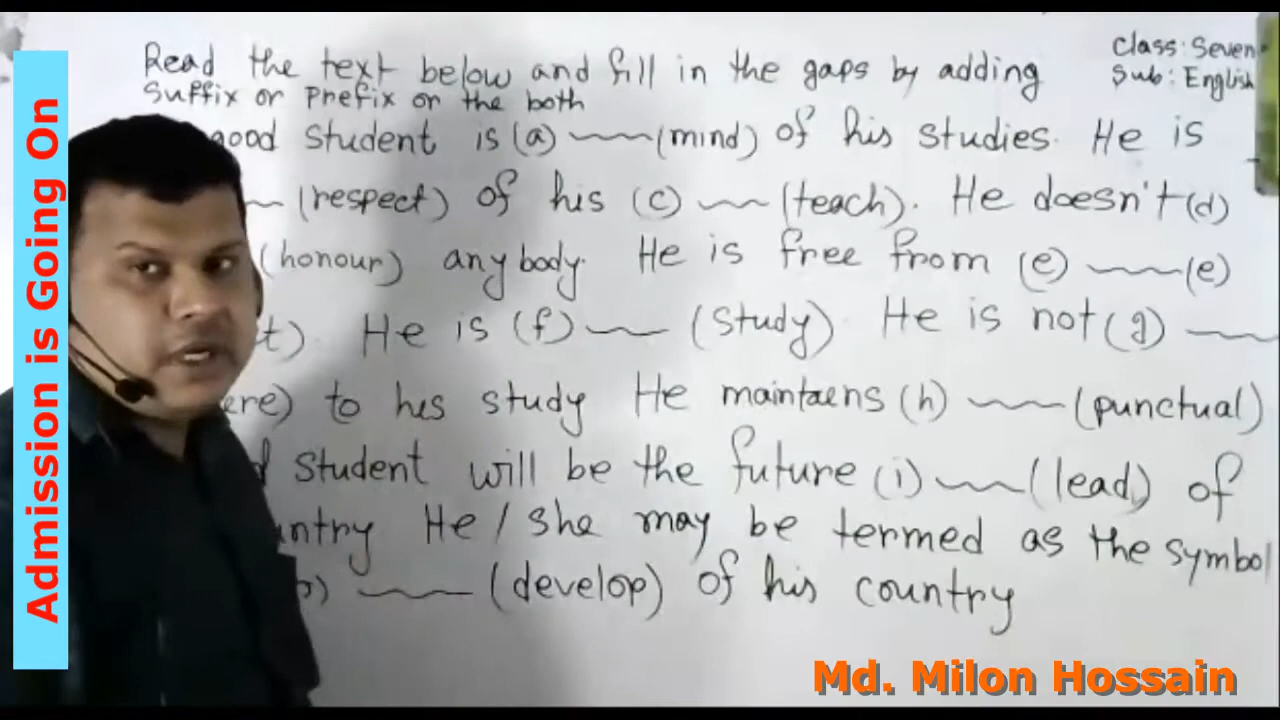 Admission is Going On
Read the text below and fill in the gaps by adding
Suffix or Prefix or the both
Class: Seven
Sub: English
good student is (a) (mind) of his studies. He is
(respect) of his (c) (teach). He doesn't (d)
(honour) anybody. He is free from (e) (e)
t). He is (f) (study). He is not (g)
ere) to his study He maintaens (h) (punctual)
d student will be the future (i) (lead) of
untry He / she may be termed as the symbol
(develop) of his country
Md. Milon Hossain